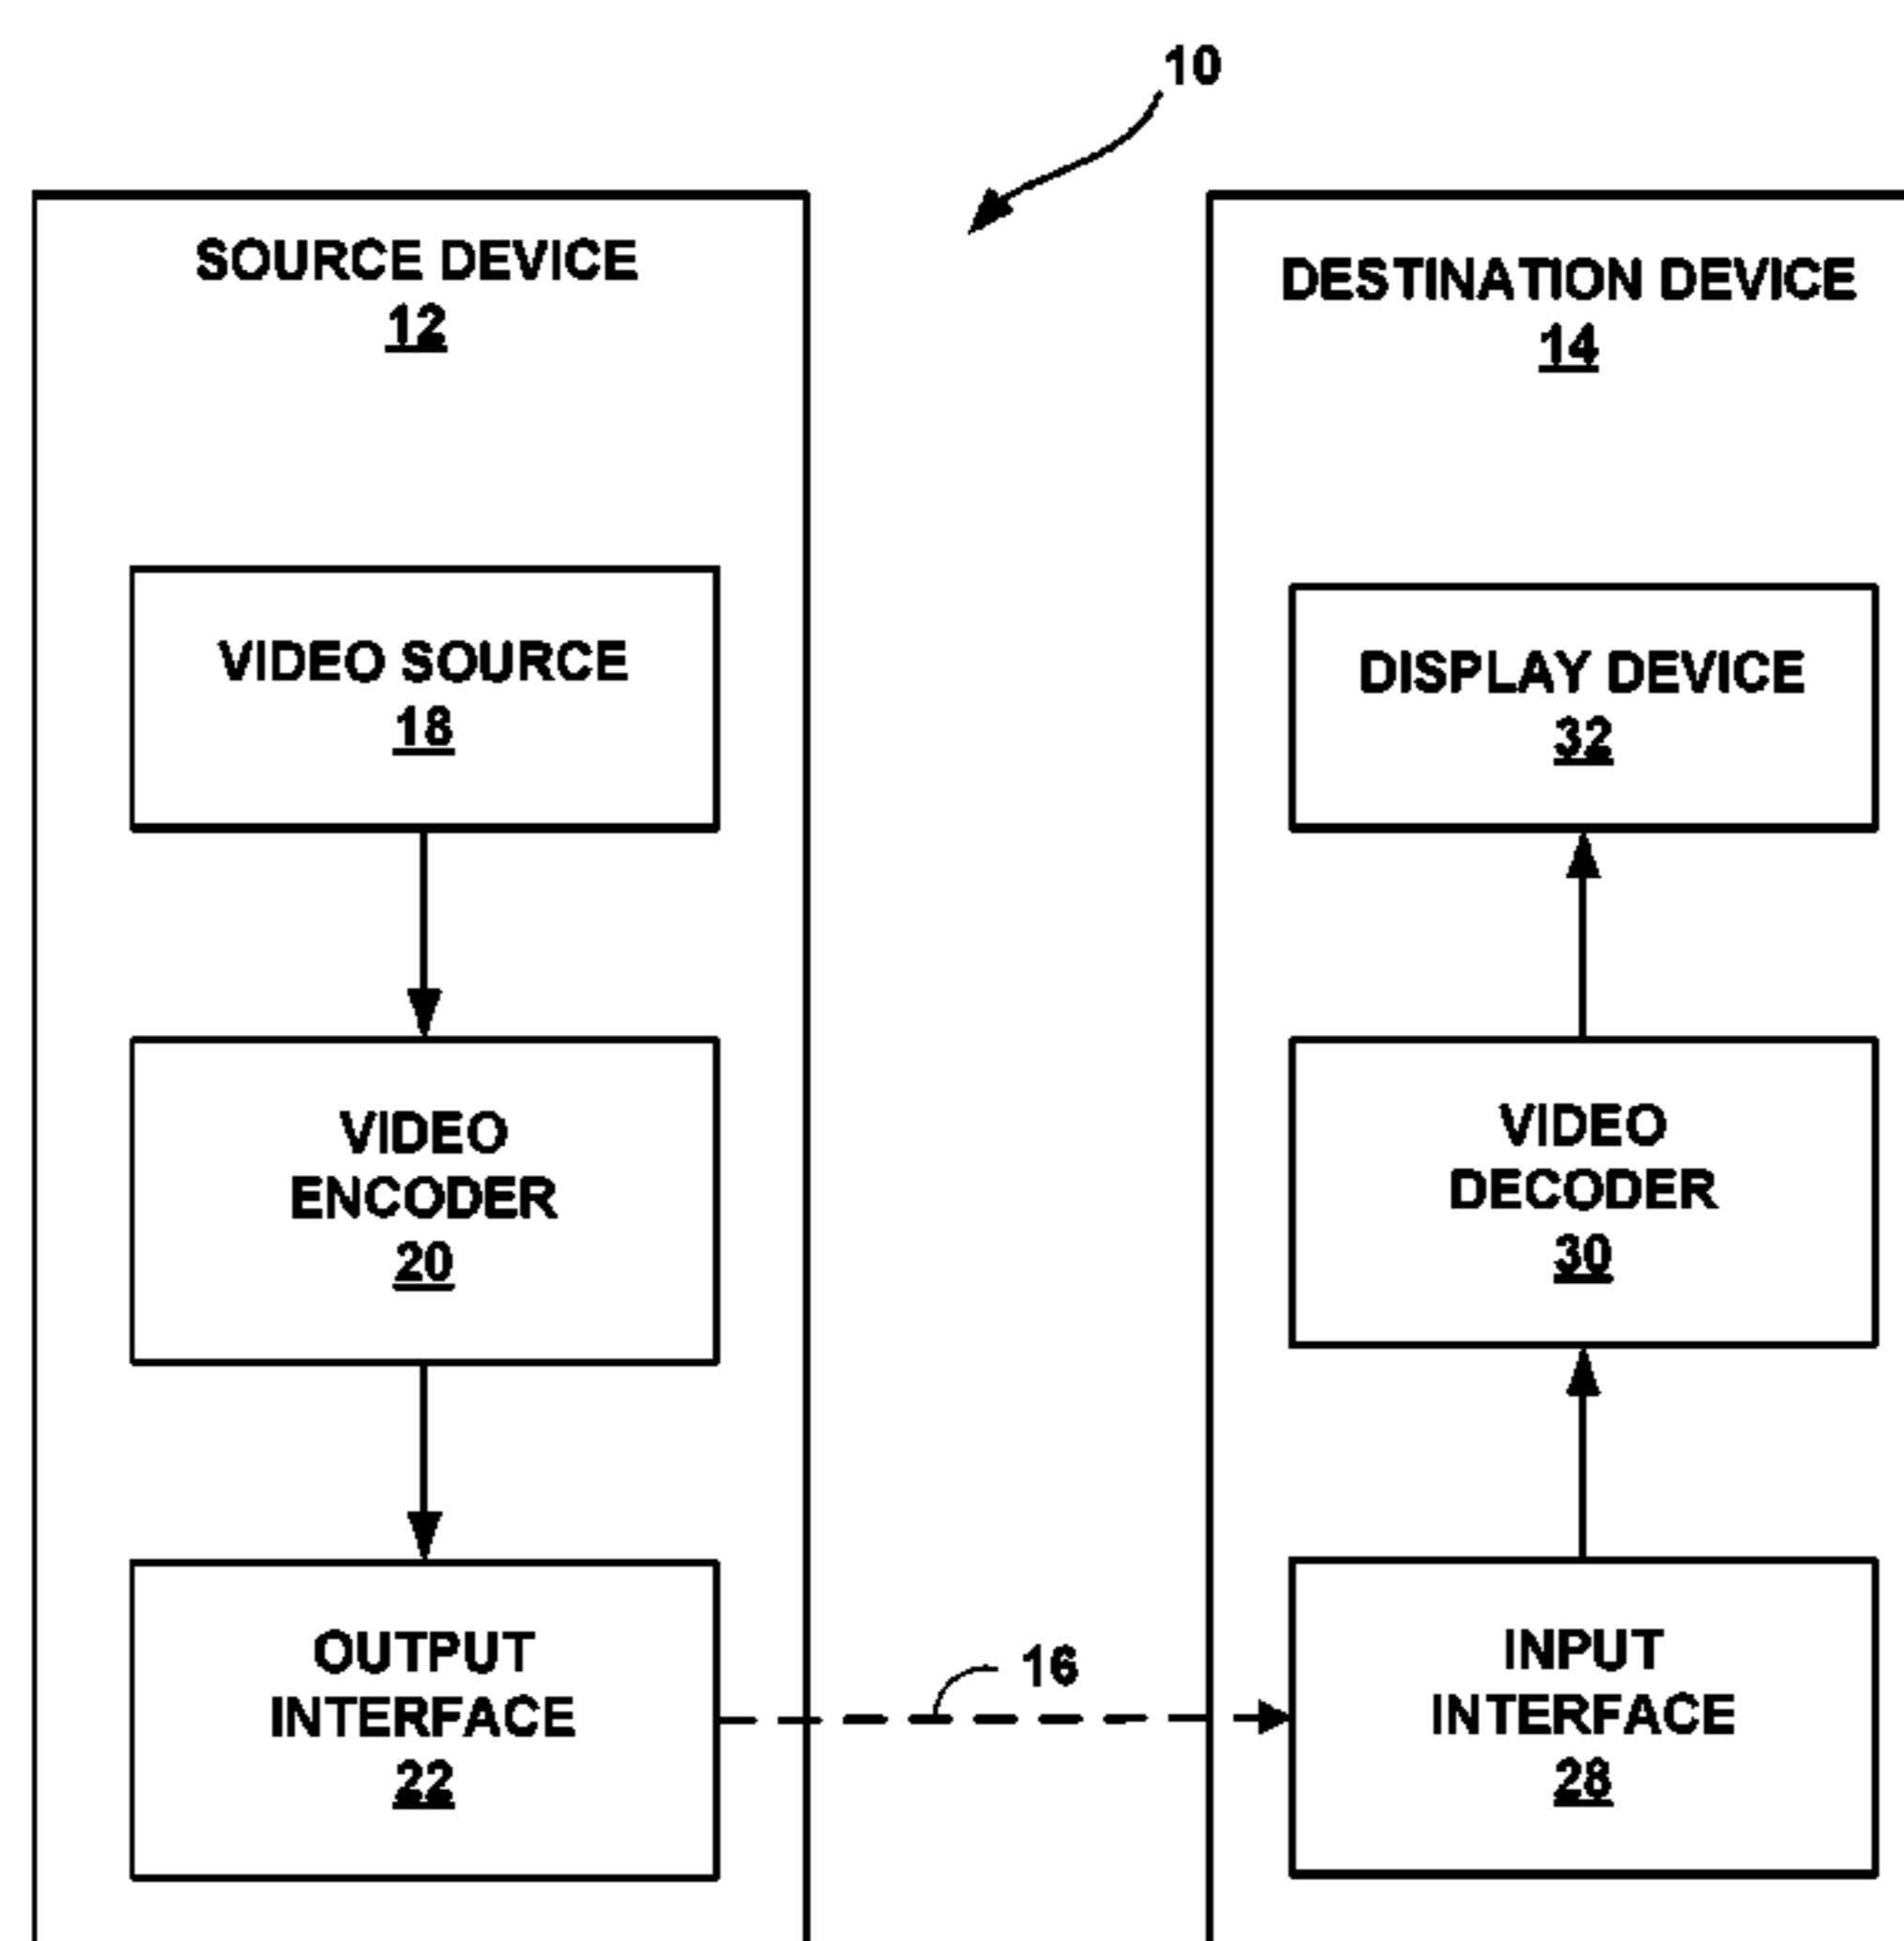 10
SOURCE DEVICE
12
VIDEO SOURCE
18
VIDEO
ENCODER
20
OUTPUT
INTERFACE
22
16
DESTINATION DEVICE
14
DISPLAY DEVICE
32
VIDEO
DECODER
30
INPUT
INTERFACE
28